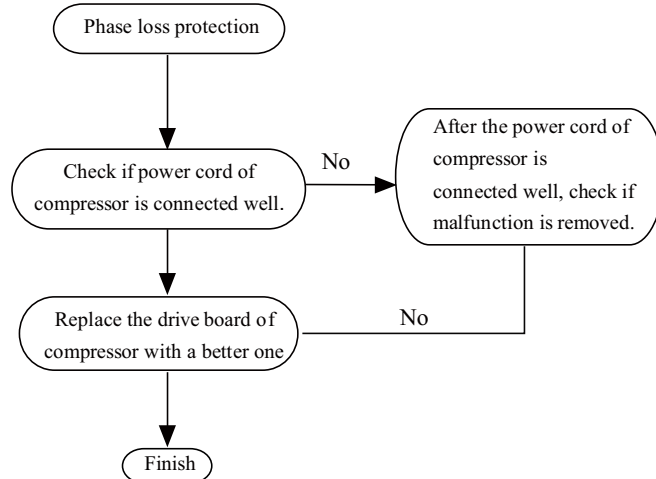 Phase loss protection
Check if power cord of
compressor is connected well.
No
After the power cord of
compressor is
connected well, check if
malfunction is removed.
Replace the drive board of
compressor with a better one
No
Finish